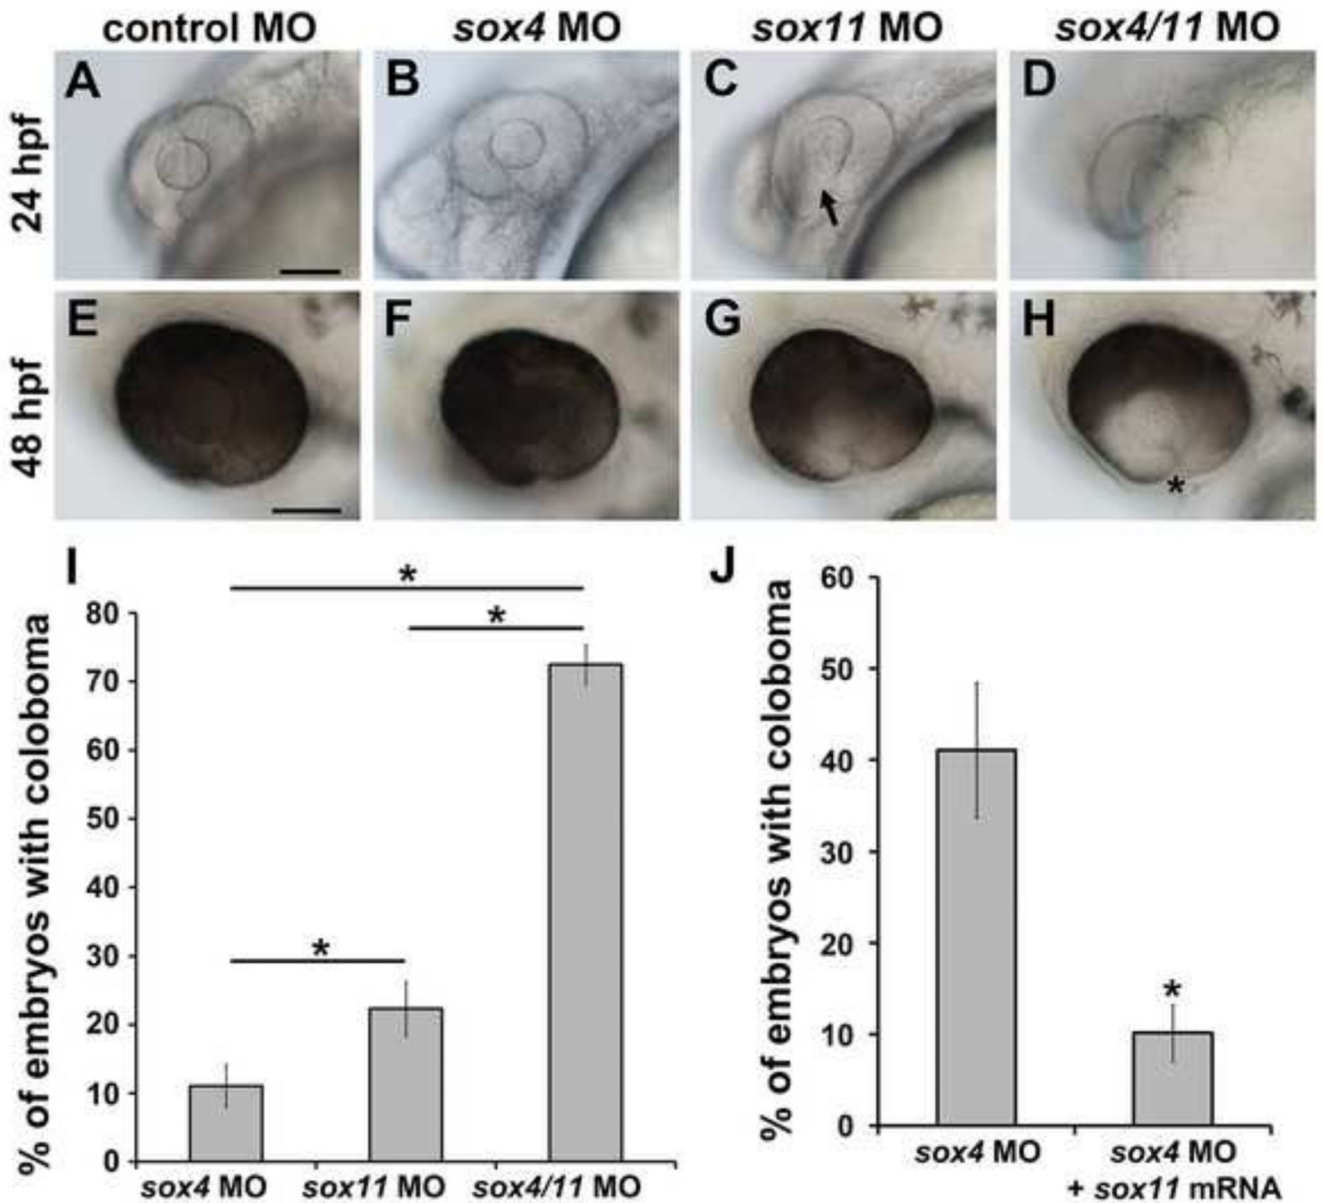 control MO sox4 MO sox11 MO sox4/11 MO
24 hpf
A B C D
48 hpf
E F G H
*
I
% of embryos with coloboma
80
70
60
50
40
30
20
10
0
*
*
*
sox4 MO sox11 MO sox4/11 MO
J
% of embryos with coloboma
60
50
40
30
20
10
0
*
sox4 MO sox4 MO
+ sox11 mRNA